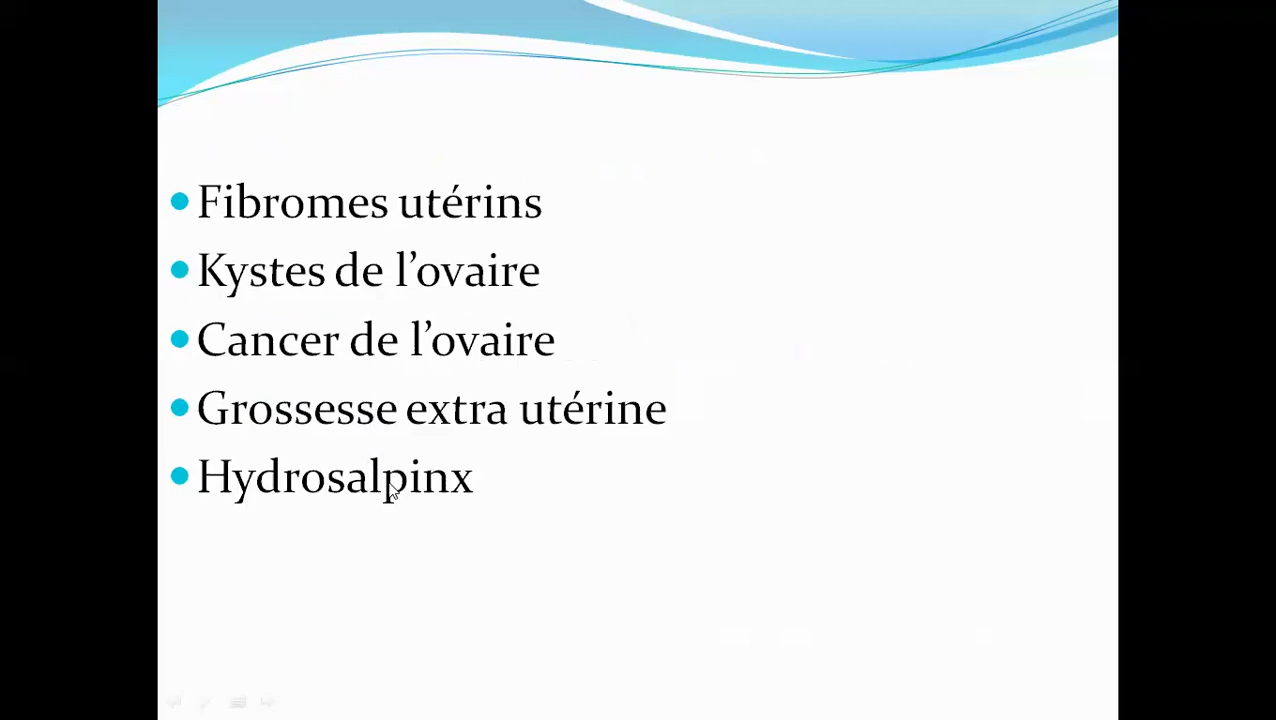 Fibromes utérins
Kystes de l’ovaire
Cancer de l’ovaire
Grossesse extra utérine
Hydrosalpinx